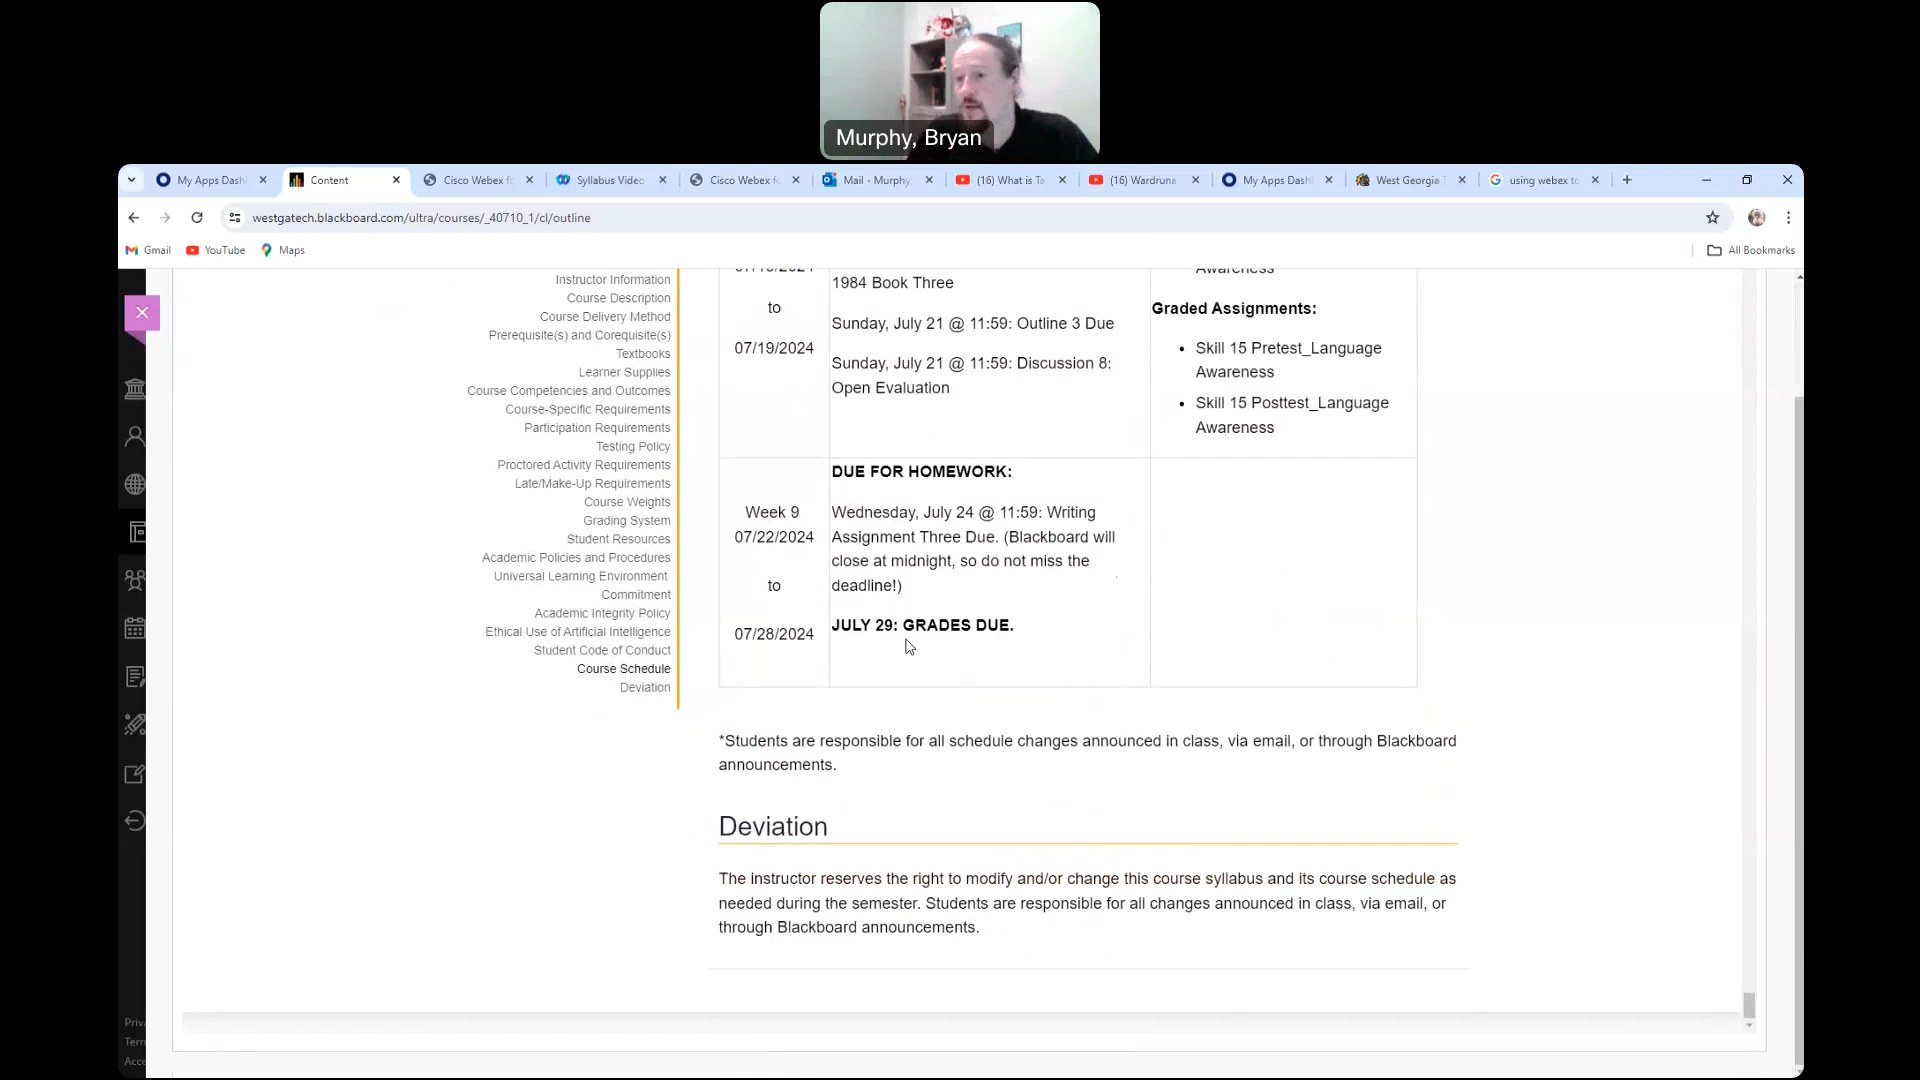 Murphy, Bryan
My Apps Dash
Content
Cisco Webex fo
Syllabus Video
Cisco Webex fo
Mail - Murphy,
(16) What is Ta
(16) Wardruna
My Apps Dash
West Georgia T
using webex to
westgatech.blackboard.com/ultra/courses/_40710_1/cl/outline
Gmail
YouTube
Maps
All Bookmarks
Instructor Information
Course Description
Course Delivery Method
Prerequisite(s) and Corequisite(s)
Textbooks
Learner Supplies
Course Competencies and Outcomes
Course-Specific Requirements
Participation Requirements
Testing Policy
Proctored Activity Requirements
Late/Make-Up Requirements
Course Weights
Grading System
Student Resources
Academic Policies and Procedures
Universal Learning Environment
Commitment
Academic Integrity Policy
Ethical Use of Artificial Intelligence
Student Code of Conduct
Course Schedule
Deviation
to
07/19/2024
1984 Book Three
Sunday, July 21 @ 11:59: Outline 3 Due
Sunday, July 21 @ 11:59: Discussion 8:
Open Evaluation
Awareness
Graded Assignments:
• Skill 15 Pretest_Language
Awareness
• Skill 15 Posttest_Language
Awareness
Week 9
07/22/2024
to
07/28/2024
DUE FOR HOMEWORK:
Wednesday, July 24 @ 11:59: Writing
Assignment Three Due. (Blackboard will
close at midnight, so do not miss the
deadline!)
JULY 29: GRADES DUE.
*Students are responsible for all schedule changes announced in class, via email, or through Blackboard
announcements.
Deviation
The instructor reserves the right to modify and/or change this course syllabus and its course schedule as
needed during the semester. Students are responsible for all changes announced in class, via email, or
through Blackboard announcements.
Priv
Term
Acce